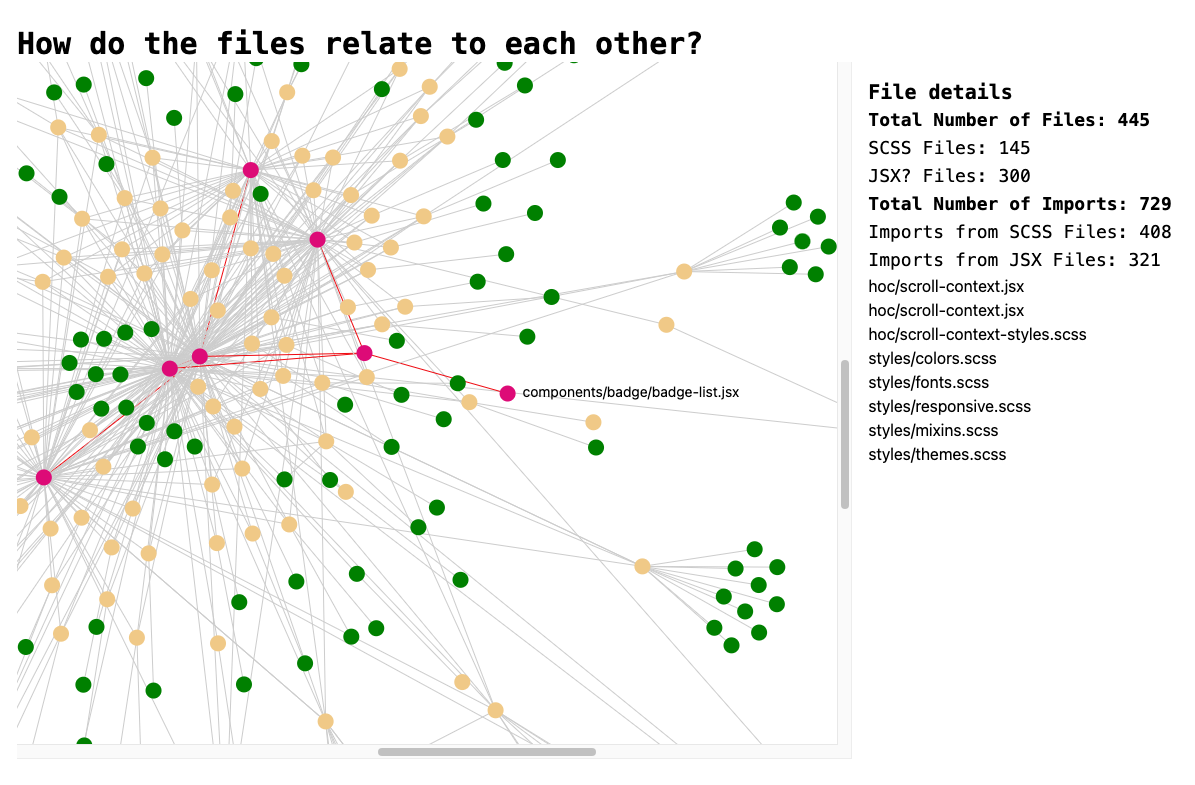 How do the files relate to each other?
components/badge/badge-list.jsx
File details
Total Number of Files: 445
SCSS Files: 145
JSX? Files: 300
Total Number of Imports: 729
Imports from SCSS Files: 408
Imports from JSX Files: 321
hoc/scroll-context.jsx
hoc/scroll-context.jsx
hoc/scroll-context-styles.scss
styles/colors.scss
styles/fonts.scss
styles/responsive.scss
styles/mixins.scss
styles/themes.scss